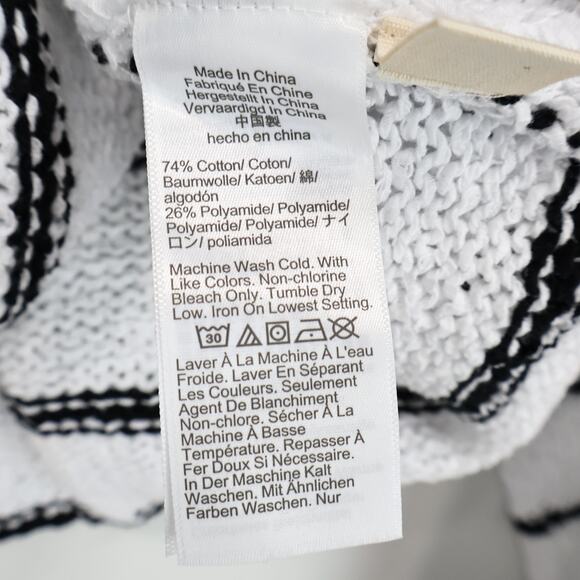 Made In China
Fabriqué En Chine
Hergestellt In China
Vervaardigd In China
中国製
hecho en china
74% Cotton/ Coton/
Baumwolle/ Katoen/ 綿/
algodón
26% Polyamide/ Polyamide/
Polyamide/ Polyamide/ ナイ
ロン/ poliamida
Machine Wash Cold. With
Like Colors. Non-chlorine
Bleach Only. Tumble Dry
Low. Iron On Lowest Setting.
30
Laver À La Machine À L'eau
Froide. Laver En Séparant
Les Couleurs. Seulement
Agent De Blanchiment
Non-chlore. Sécher À La
Machine À Basse
Température. Repasser À
Fer Doux Si Nécessaire.
In Der Maschine Kalt
Waschen. Mit Ähnlichen
Farben Waschen. Nur